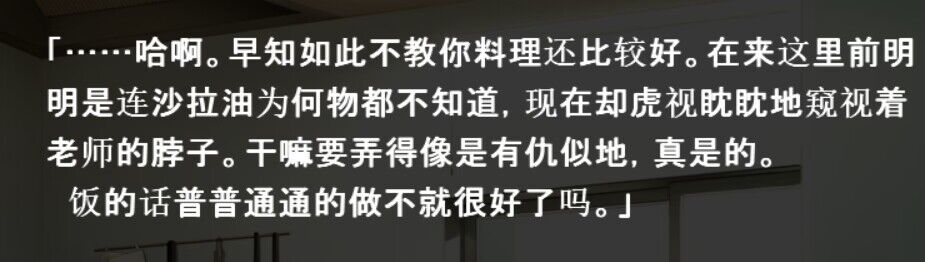 「……哈啊。早知如此不教你料理还比较好。在来这里前明
明是连沙拉油为何物都不知道，现在却虎视眈眈地窥视着
老师的脖子。干嘛要弄得像是有仇似地，真是的。
饭的话普普通通的做不就很好了吗。」